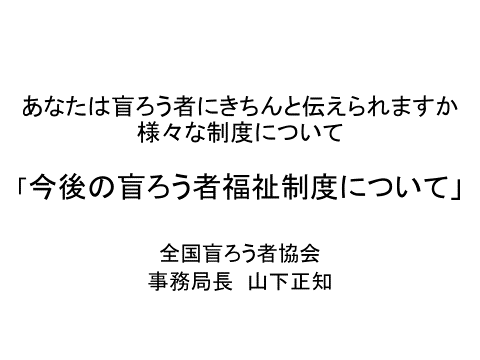 あなたは盲ろう者にきちんと伝えられますか
様々な制度について
「今後の盲ろう者福祉制度について」
全国盲ろう者協会
事務局長　山下正知